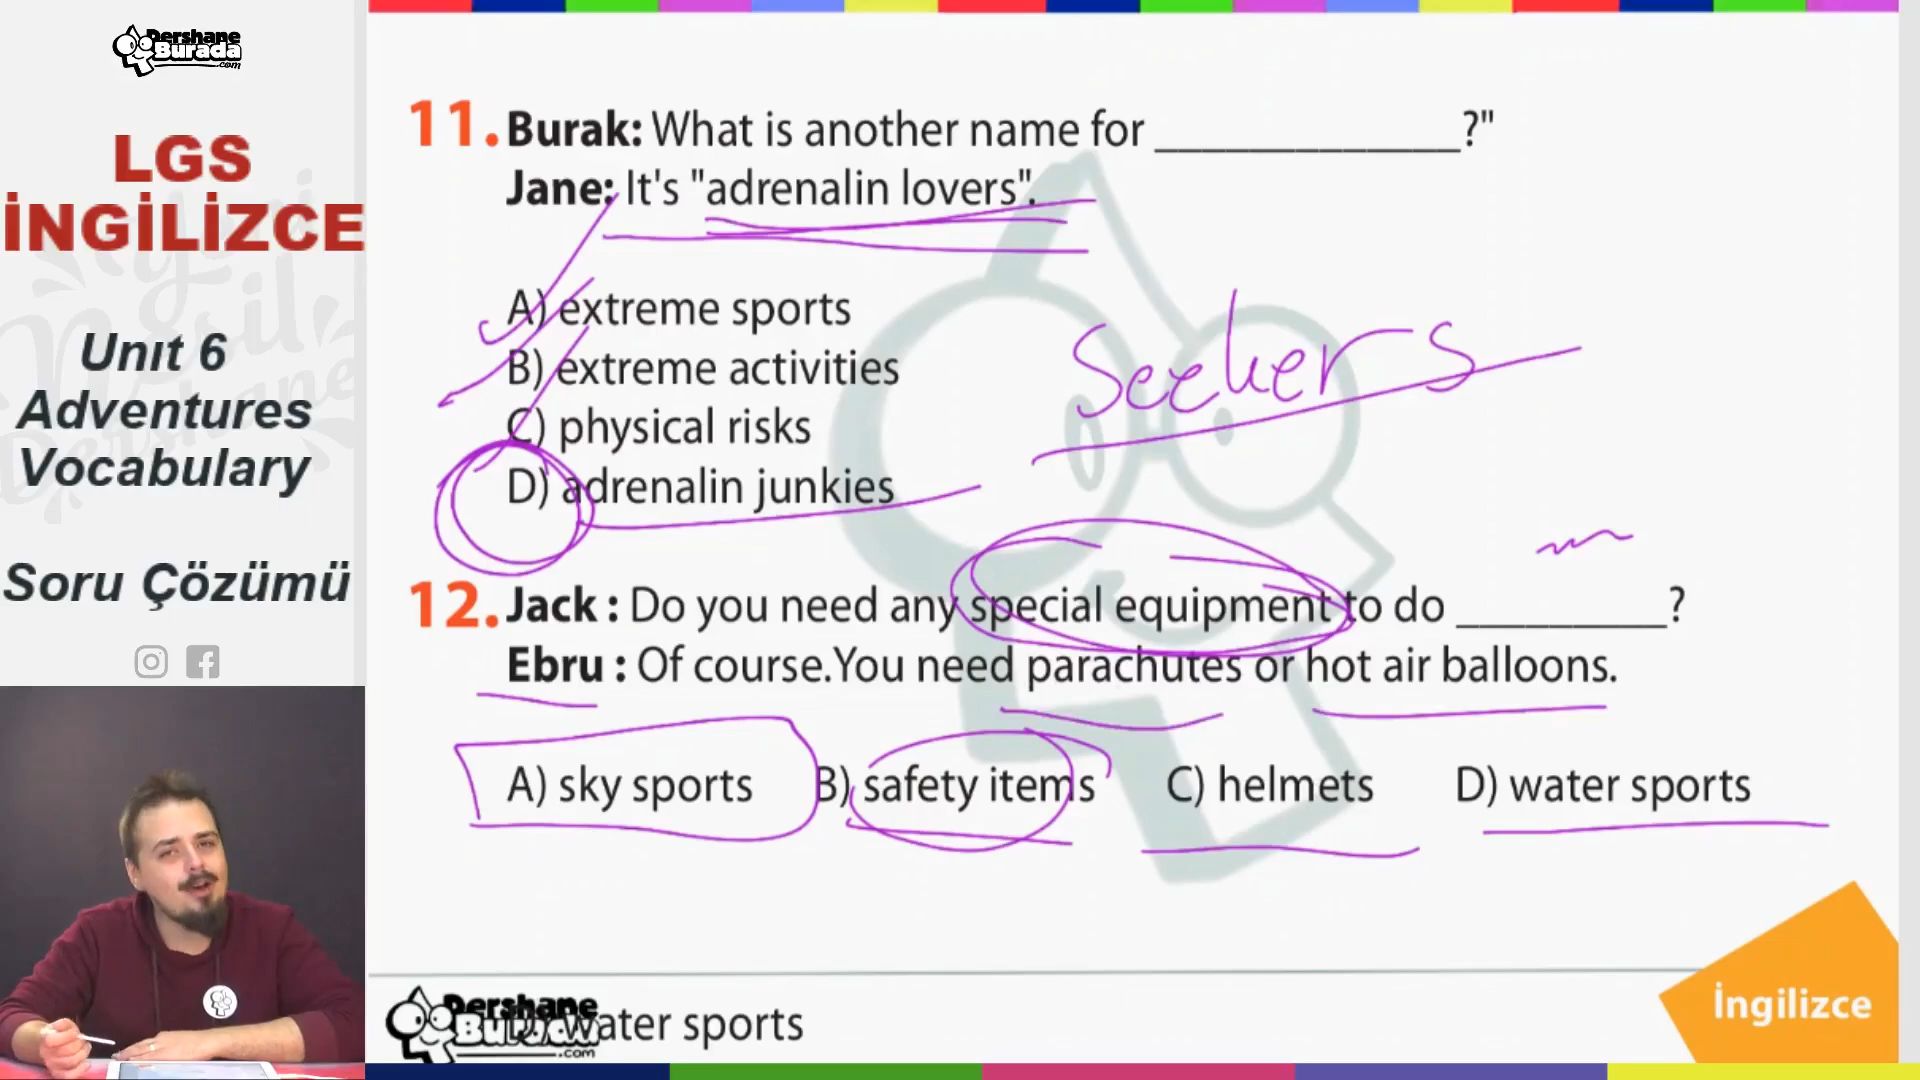 Dershane
Burada
.com
LGS
İNGİLİZCE
Unıt 6
Adventures
Vocabulary
Soru Çözümü
11. Burak: What is another name for _____________?"
Jane: It's "adrenalin lovers".
A) extreme sports
B) extreme activities
C) physical risks
D) adrenalin junkies
Seekers
12. Jack : Do you need any special equipment to do _________?
Ebru : Of course.You need parachutes or hot air balloons.
A) sky sports B) safety items C) helmets D) water sports
Dershane
Burada
.com
D) water sports
İngilizce